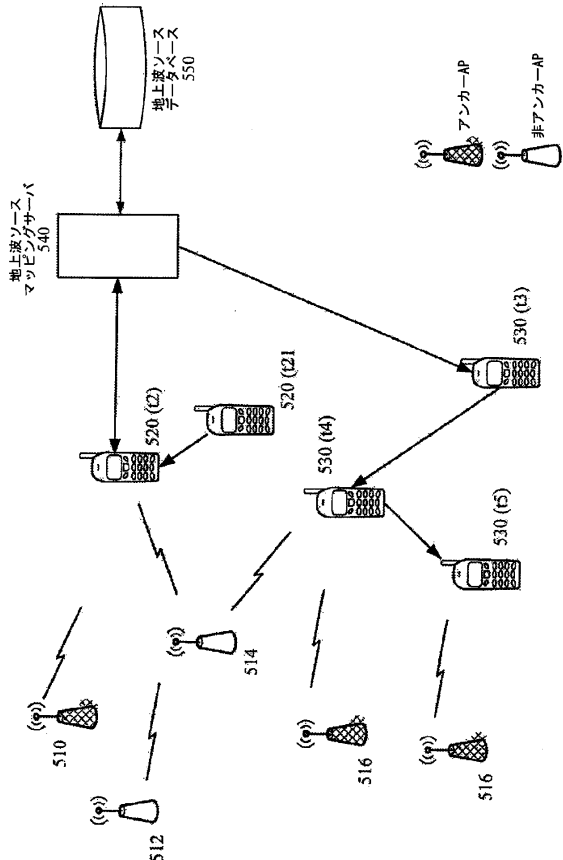 地上波ソース
マッピングサーバ
540
地上波ソース
データベース
550
520 (t2)
520 (t21
530 (t3)
530 (t4)
530 (t5)
510
512
514
516
516
アンカーAP
非アンカーAP